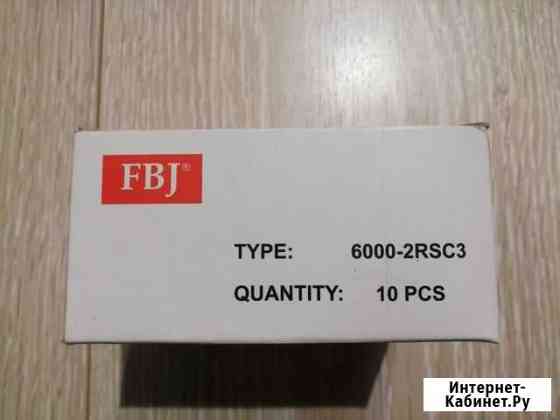 FBJ®
TYPE: 6000-2RSC3
QUANTITY: 10 PCS
Интернет-
Кабинет.Ру